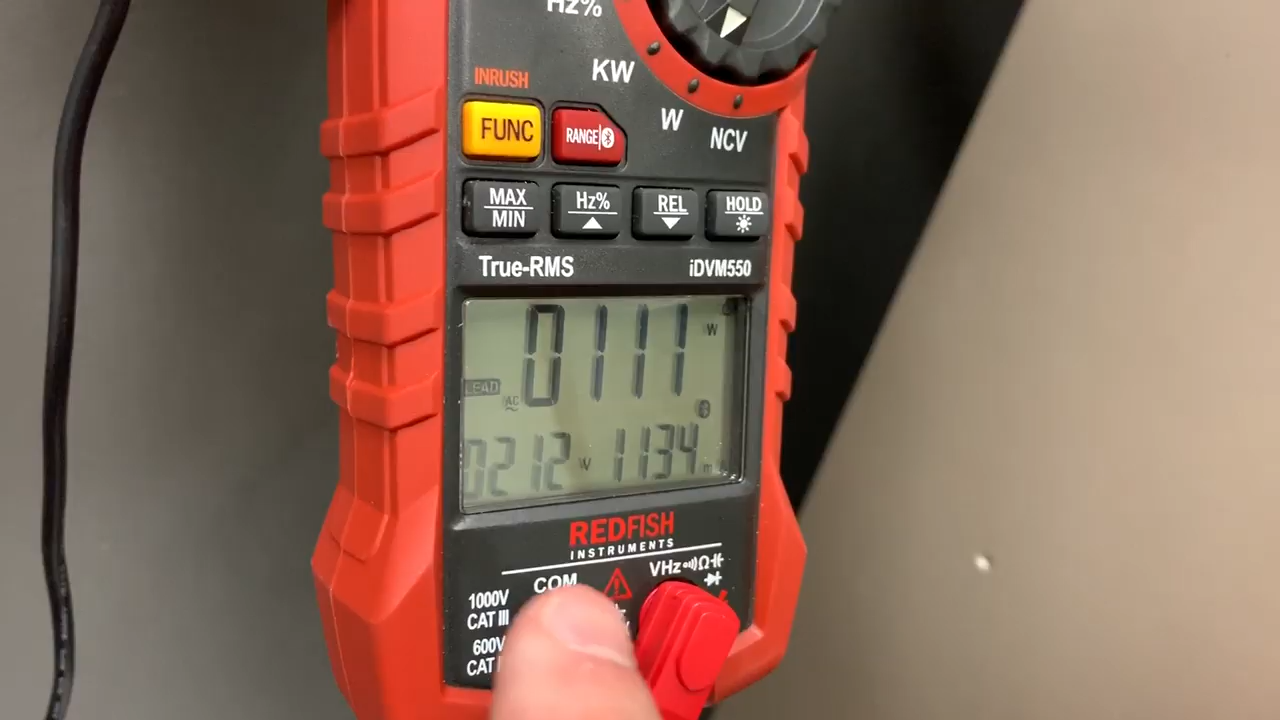 Hz%
KW
INRUSH
FUNC
RANGE
W
NCV
MAX
MIN
Hz%
REL
HOLD
True-RMS
iDVM550
0111
W
LEAD
AC
0212
1134
REDFISH
INSTRUMENTS
COM
VHz Ω
1000V
CAT III
600V
CAT